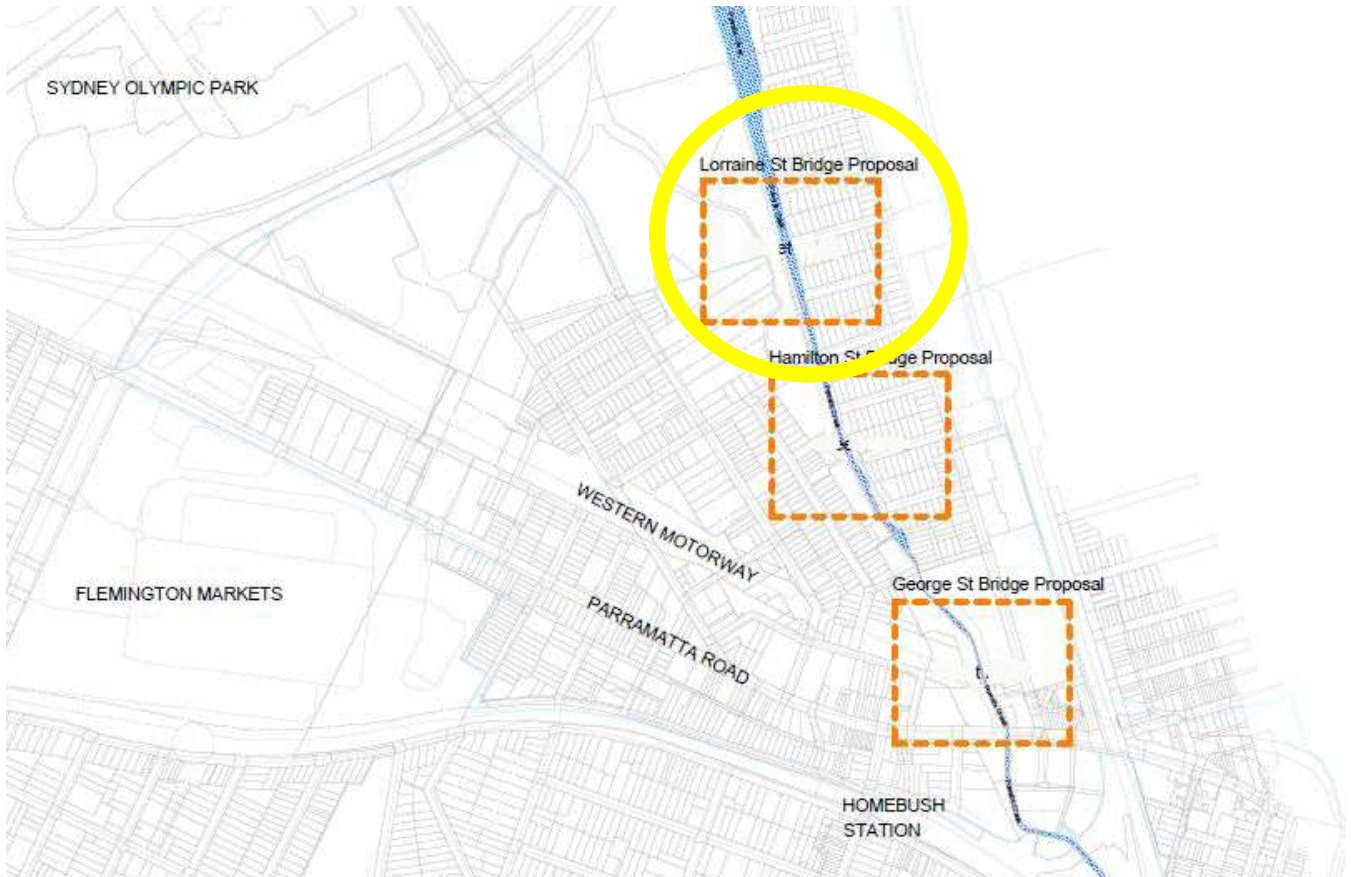 SYDNEY OLYMPIC PARK
Lorraine St Bridge Proposal
Hamilton St Bridge Proposal
WESTERN MOTORWAY
George St Bridge Proposal
FLEMINGTON MARKETS
PARRAMATTA ROAD
HOMEBUSH
STATION